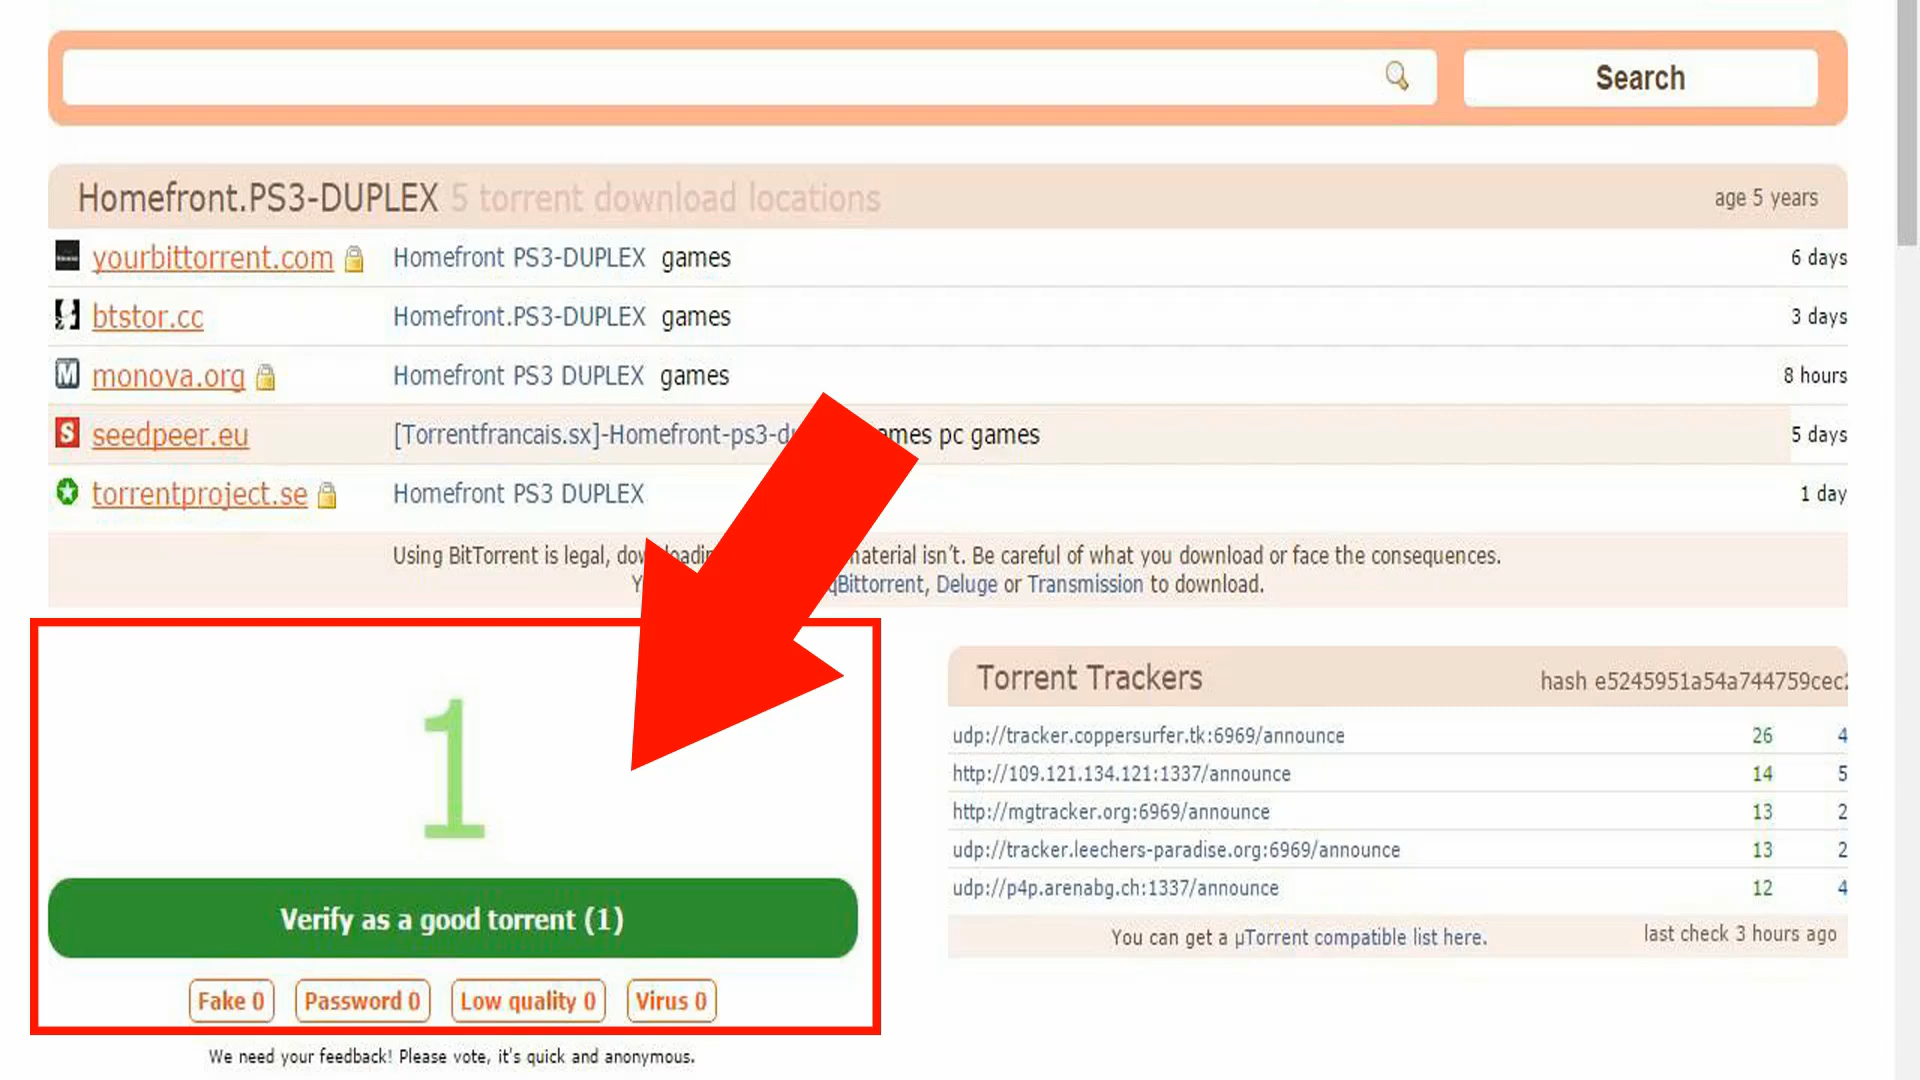 Search
Homefront.PS3-DUPLEX 5 torrent download locations age 5 years
yourbittorrent.com Homefront PS3-DUPLEX games 6 days
btstor.cc Homefront.PS3-DUPLEX games 3 days
monova.org Homefront PS3 DUPLEX games 8 hours
seedpeer.eu [Torrentfrancais.sx]-Homefront-ps3- pc games 5 days
torrentproject.se Homefront PS3 DUPLEX 1 day
Using BitTorrent is legal, isn't. Be careful of what you download or face the consequences.
qBittorrent, Deluge or Transmission to download.
1
Verify as a good torrent (1)
Fake 0 Password 0 Low quality 0 Virus 0
We need your feedback! Please vote, it's quick and anonymous.
Torrent Trackers hash e5245951a54a744759cec
udp://tracker.coppersurfer.tk:6969/announce 26 4
http://109.121.134.121:1337/announce 14 5
http://mgtracker.org:6969/announce 13 2
udp://tracker.leechers-paradise.org:6969/announce 13 2
udp://p4p.arenabg.ch:1337/announce 12 4
You can get a µTorrent compatible list here. last check 3 hours ago